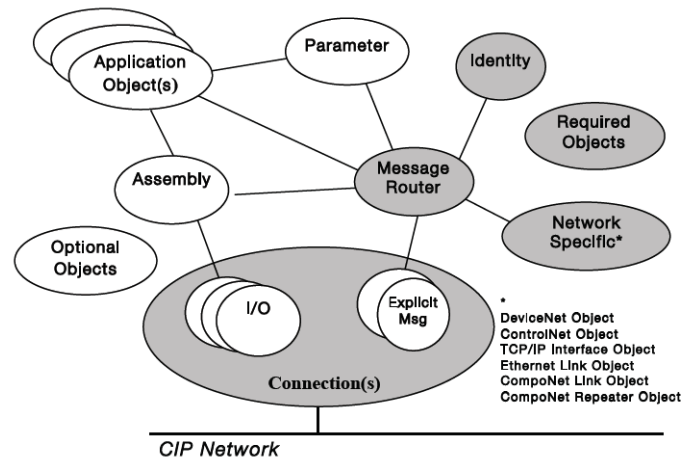 Application
Object(s)
Parameter
Identity
Required
Objects
Message
Router
Assembly
Network
Specific*
Optional
Objects
I/O
Explicit
Msg
Connection(s)
*
DeviceNet Object
ControlNet Object
TCP/IP Interface Object
Ethernet Link Object
CompoNet Link Object
CompoNet Repeater Object
CIP Network